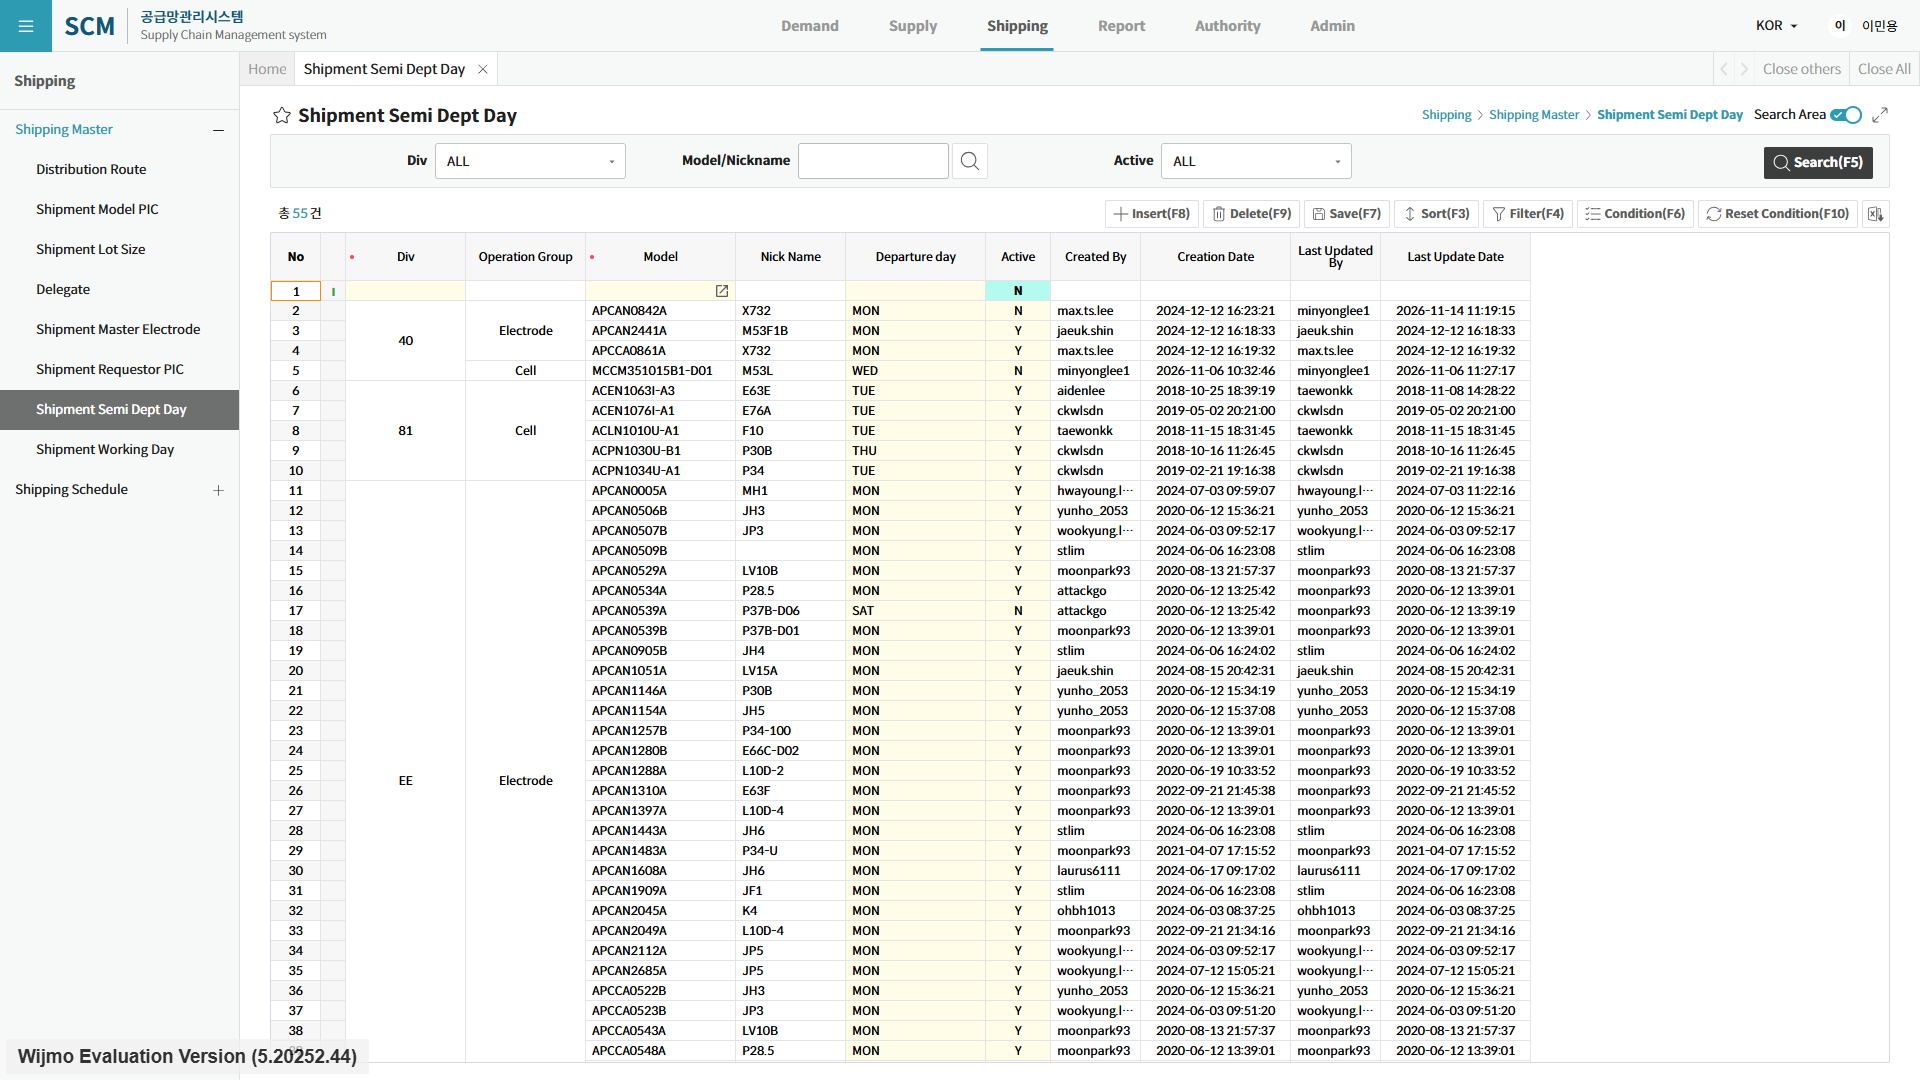 SCM 공급망관리시스템 Supply Chain Management system
Demand Supply Shipping Report Authority Admin
KOR 이 이민용
Shipping
Home Shipment Semi Dept Day
Close others Close All
Shipping Master
Distribution Route
Shipment Model PIC
Shipment Lot Size
Delegate
Shipment Master Electrode
Shipment Requestor PIC
Shipment Semi Dept Day
Shipment Working Day
Shipping Schedule
Shipment Semi Dept Day
Shipping > Shipping Master > Shipment Semi Dept Day Search Area
Div ALL Model/Nickname Active ALL Search(F5)
총 55 건
Insert(F8) Delete(F9) Save(F7) Sort(F3) Filter(F4) Condition(F6) Reset Condition(F10)
No Div Operation Group Model Nick Name Departure day Active Created By Creation Date Last Updated By Last Update Date
1 I N
2 40 Electrode APCAN0842A X732 MON N max.ts.lee 2024-12-12 16:23:21 minyonglee1 2026-11-14 11:19:15
3 APCAN2441A M53F1B MON Y jaeuk.shin 2024-12-12 16:18:33 jaeuk.shin 2024-12-12 16:18:33
4 APCCA0861A X732 MON Y max.ts.lee 2024-12-12 16:19:32 max.ts.lee 2024-12-12 16:19:32
5 Cell MCCM351015B1-D01 M53L WED N minyonglee1 2026-11-06 10:32:46 minyonglee1 2026-11-06 11:27:17
6 81 Cell ACEN1063I-A3 E63E TUE Y aidenlee 2018-10-25 18:39:19 taewonkk 2018-11-08 14:28:22
7 ACEN1076I-A1 E76A TUE Y ckwlsdn 2019-05-02 20:21:00 ckwlsdn 2019-05-02 20:21:00
8 ACLN1010U-A1 F10 TUE Y taewonkk 2018-11-15 18:31:45 taewonkk 2018-11-15 18:31:45
9 ACPN1030U-B1 P30B THU Y ckwlsdn 2018-10-16 11:26:45 ckwlsdn 2018-10-16 11:26:45
10 ACPN1034U-A1 P34 TUE Y ckwlsdn 2019-02-21 19:16:38 ckwlsdn 2019-02-21 19:16:38
11 EE Electrode APCAN0005A MH1 MON Y hwayoung.l··· 2024-07-03 09:59:07 hwayoung.l··· 2024-07-03 11:22:16
12 APCAN0506B JH3 MON Y yunho_2053 2020-06-12 15:36:21 yunho_2053 2020-06-12 15:36:21
13 APCAN0507B JP3 MON Y wookyung.l··· 2024-06-03 09:52:17 wookyung.l··· 2024-06-03 09:52:17
14 APCAN0509B MON Y stlim 2024-06-06 16:23:08 stlim 2024-06-06 16:23:08
15 APCAN0529A LV10B MON Y moonpark93 2020-08-13 21:57:37 moonpark93 2020-08-13 21:57:37
16 APCAN0534A P28.5 MON Y attackgo 2020-06-12 13:25:42 moonpark93 2020-06-12 13:39:01
17 APCAN0539A P37B-D06 SAT N attackgo 2020-06-12 13:25:42 moonpark93 2020-06-12 13:39:19
18 APCAN0539B P37B-D01 MON Y moonpark93 2020-06-12 13:39:01 moonpark93 2020-06-12 13:39:01
19 APCAN0905B JH4 MON Y stlim 2024-06-06 16:24:02 stlim 2024-06-06 16:24:02
20 APCAN1051A LV15A MON Y jaeuk.shin 2024-08-15 20:42:31 jaeuk.shin 2024-08-15 20:42:31
21 APCAN1146A P30B MON Y yunho_2053 2020-06-12 15:34:19 yunho_2053 2020-06-12 15:34:19
22 APCAN1154A JH5 MON Y yunho_2053 2020-06-12 15:37:08 yunho_2053 2020-06-12 15:37:08
23 APCAN1257B P34-100 MON Y moonpark93 2020-06-12 13:39:01 moonpark93 2020-06-12 13:39:01
24 APCAN1280B E66C-D02 MON Y moonpark93 2020-06-12 13:39:01 moonpark93 2020-06-12 13:39:01
25 APCAN1288A L10D-2 MON Y moonpark93 2020-06-19 10:33:52 moonpark93 2020-06-19 10:33:52
26 APCAN1310A E63F MON Y moonpark93 2022-09-21 21:45:38 moonpark93 2022-09-21 21:45:52
27 APCAN1397A L10D-4 MON Y moonpark93 2020-06-12 13:39:01 moonpark93 2020-06-12 13:39:01
28 APCAN1443A JH6 MON Y stlim 2024-06-06 16:23:08 stlim 2024-06-06 16:23:08
29 APCAN1483A P34-U MON Y moonpark93 2021-04-07 17:15:52 moonpark93 2021-04-07 17:15:52
30 APCAN1608A JH6 MON Y laurus6111 2024-06-17 09:17:02 laurus6111 2024-06-17 09:17:02
31 APCAN1909A JF1 MON Y stlim 2024-06-06 16:23:08 stlim 2024-06-06 16:23:08
32 APCAN2045A K4 MON Y ohbh1013 2024-06-03 08:37:25 ohbh1013 2024-06-03 08:37:25
33 APCAN2049A L10D-4 MON Y moonpark93 2022-09-21 21:34:16 moonpark93 2022-09-21 21:34:16
34 APCAN2112A JP5 MON Y wookyung.l··· 2024-06-03 09:52:17 wookyung.l··· 2024-06-03 09:52:17
35 APCAN2685A JP5 MON Y wookyung.l··· 2024-07-12 15:05:21 wookyung.l··· 2024-07-12 15:05:21
36 APCCA0522B JH3 MON Y yunho_2053 2020-06-12 15:36:21 yunho_2053 2020-06-12 15:36:21
37 APCCA0523B JP3 MON Y wookyung.l··· 2024-06-03 09:51:20 wookyung.l··· 2024-06-03 09:51:20
38 APCCA0543A LV10B MON Y moonpark93 2020-08-13 21:57:37 moonpark93 2020-08-13 21:57:37
APCCA0548A P28.5 MON Y moonpark93 2020-06-12 13:39:01 moonpark93 2020-06-12 13:39:01
Wijmo Evaluation Version (5.20252.44)